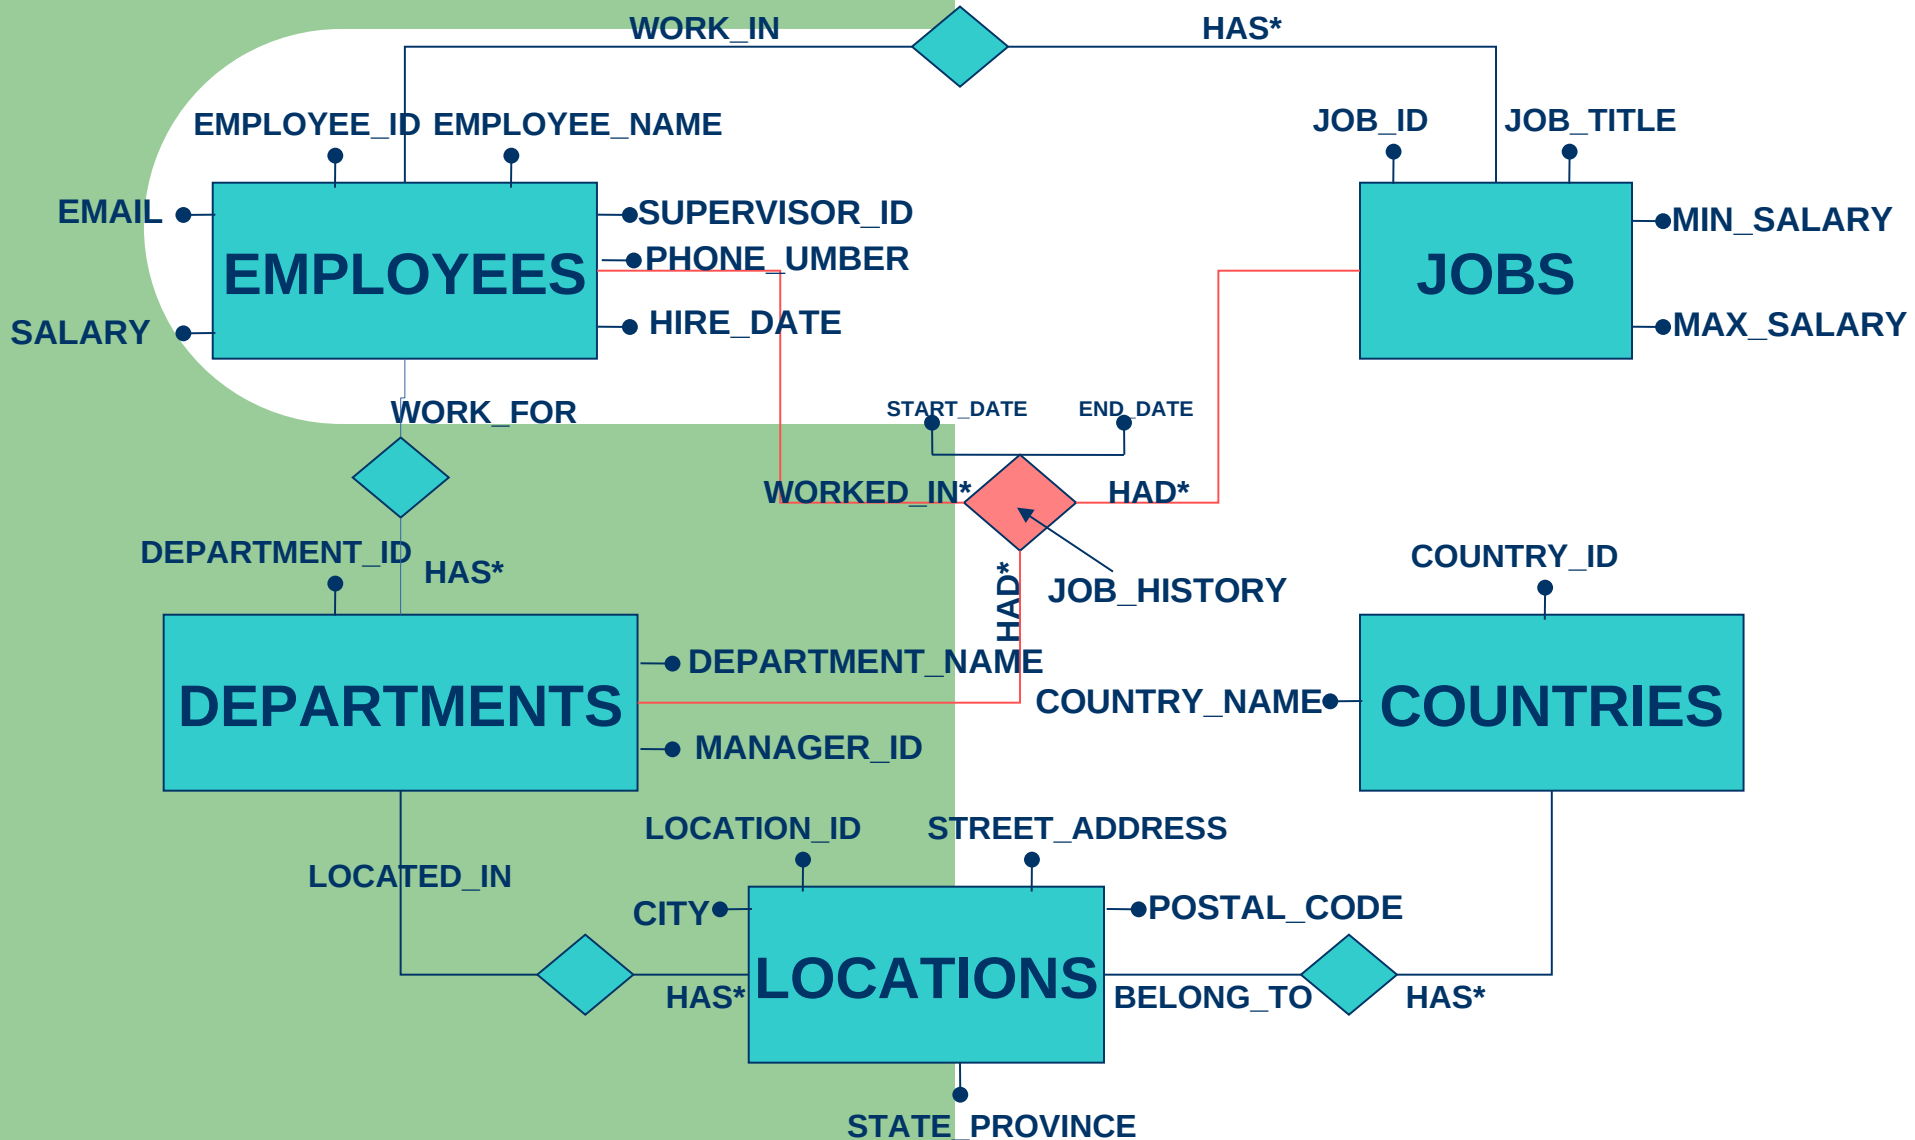 WORK_IN
HAS*
EMPLOYEE_ID
EMPLOYEE_NAME
JOB_ID
JOB_TITLE
EMAIL
SUPERVISOR_ID
MIN_SALARY
PHONE_UMBER
EMPLOYEES
JOBS
SALARY
HIRE_DATE
MAX_SALARY
WORK_FOR
START_DATE
END_DATE
WORKED_IN*
HAD*
DEPARTMENT_ID
HAS*
COUNTRY_ID
HAD*
JOB_HISTORY
DEPARTMENT_NAME
COUNTRY_NAME
DEPARTMENTS
COUNTRIES
MANAGER_ID
LOCATION_ID
STREET_ADDRESS
LOCATED_IN
CITY
POSTAL_CODE
LOCATIONS
HAS*
BELONG_TO
HAS*
STATE_PROVINCE